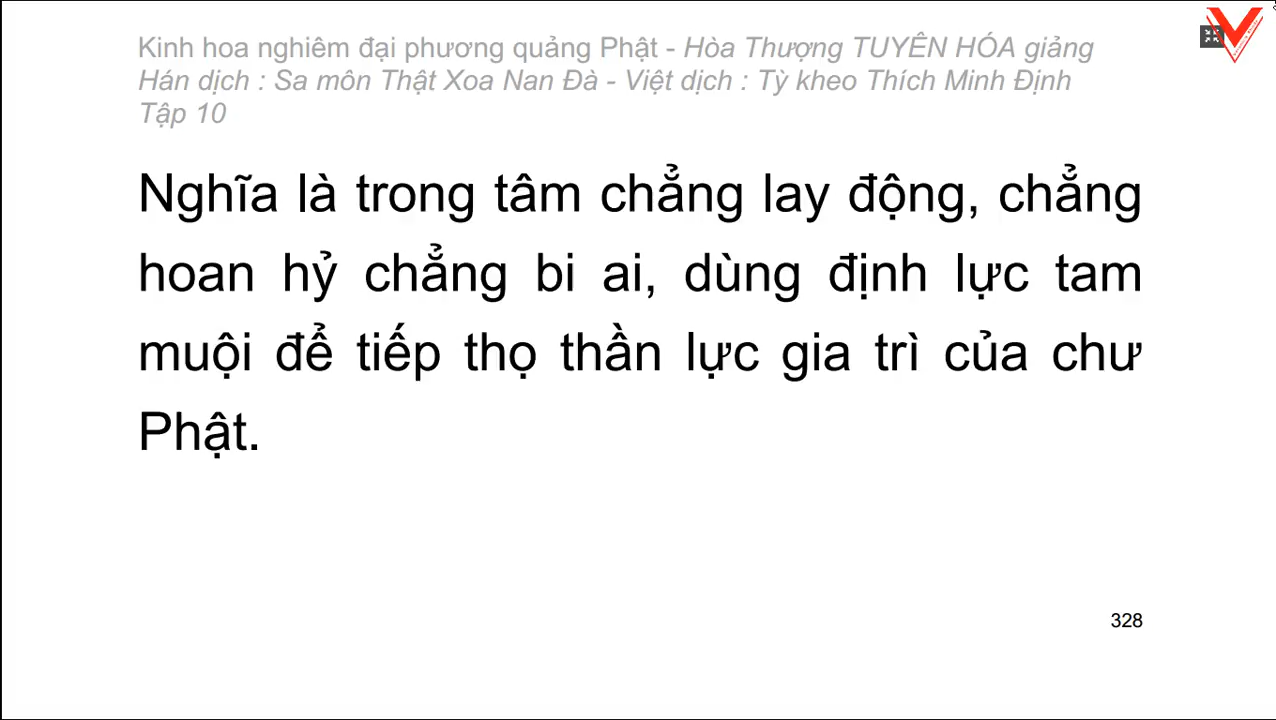 Kinh hoa nghiêm đại phương quảng Phật - Hòa Thượng TUYÊN HÓA giảng
Hán dịch : Sa môn Thật Xoa Nan Đà - Việt dịch : Tỳ kheo Thích Minh Định
Tập 10
Nghĩa là trong tâm chẳng lay động, chẳng
hoan hỷ chẳng bi ai, dùng định lực tam
muội để tiếp thọ thần lực gia trì của chư
Phật.
328